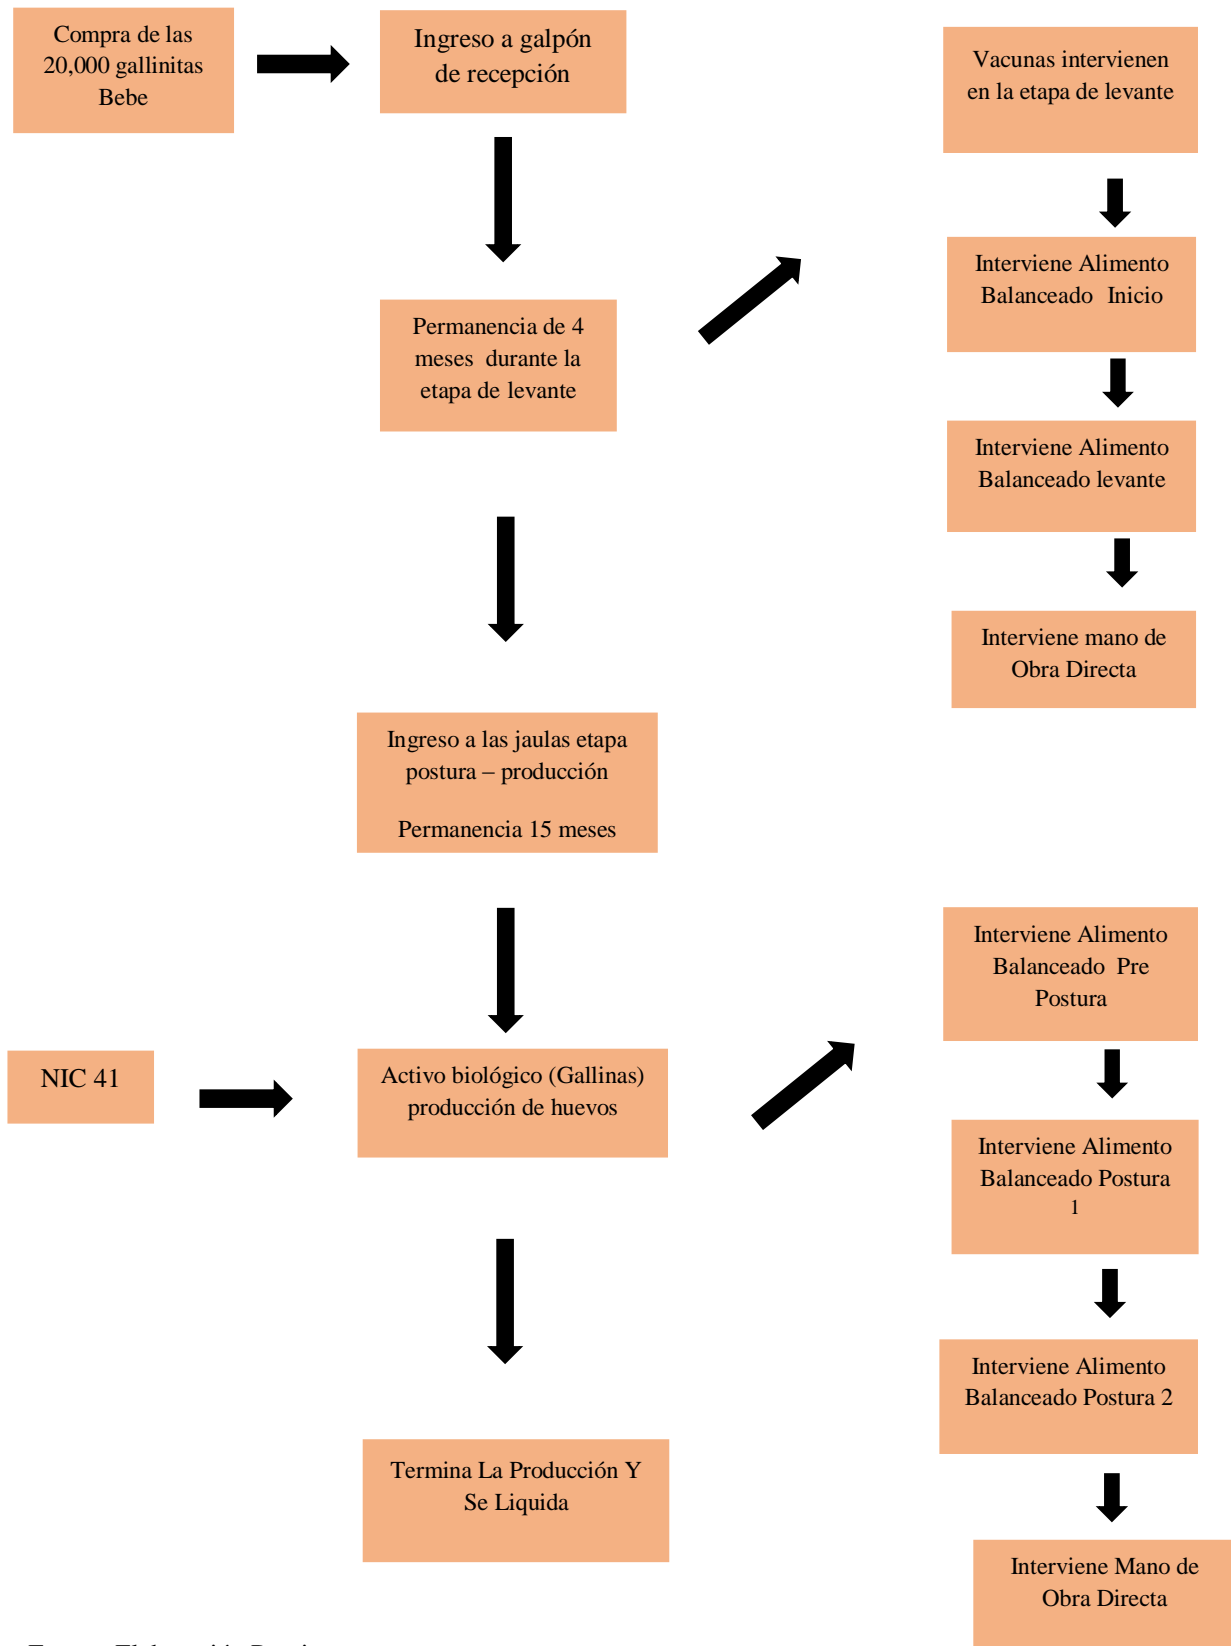 Compra de las
20,000 gallinitas
Bebe
Ingreso a galpón
de recepción
Vacunas intervienen
en la etapa de levante
Interviene Alimento
Balanceado Inicio
Permanencia de 4
meses durante la
etapa de levante
Interviene Alimento
Balanceado levante
Interviene mano de
Obra Directa
Ingreso a las jaulas etapa
postura – producción
Permanencia 15 meses
Interviene Alimento
Balanceado Pre
Postura
NIC 41
Activo biológico (Gallinas)
producción de huevos
Interviene Alimento
Balanceado Postura
1
Interviene Alimento
Balanceado Postura 2
Termina La Producción Y
Se Liquida
Interviene Mano de
Obra Directa